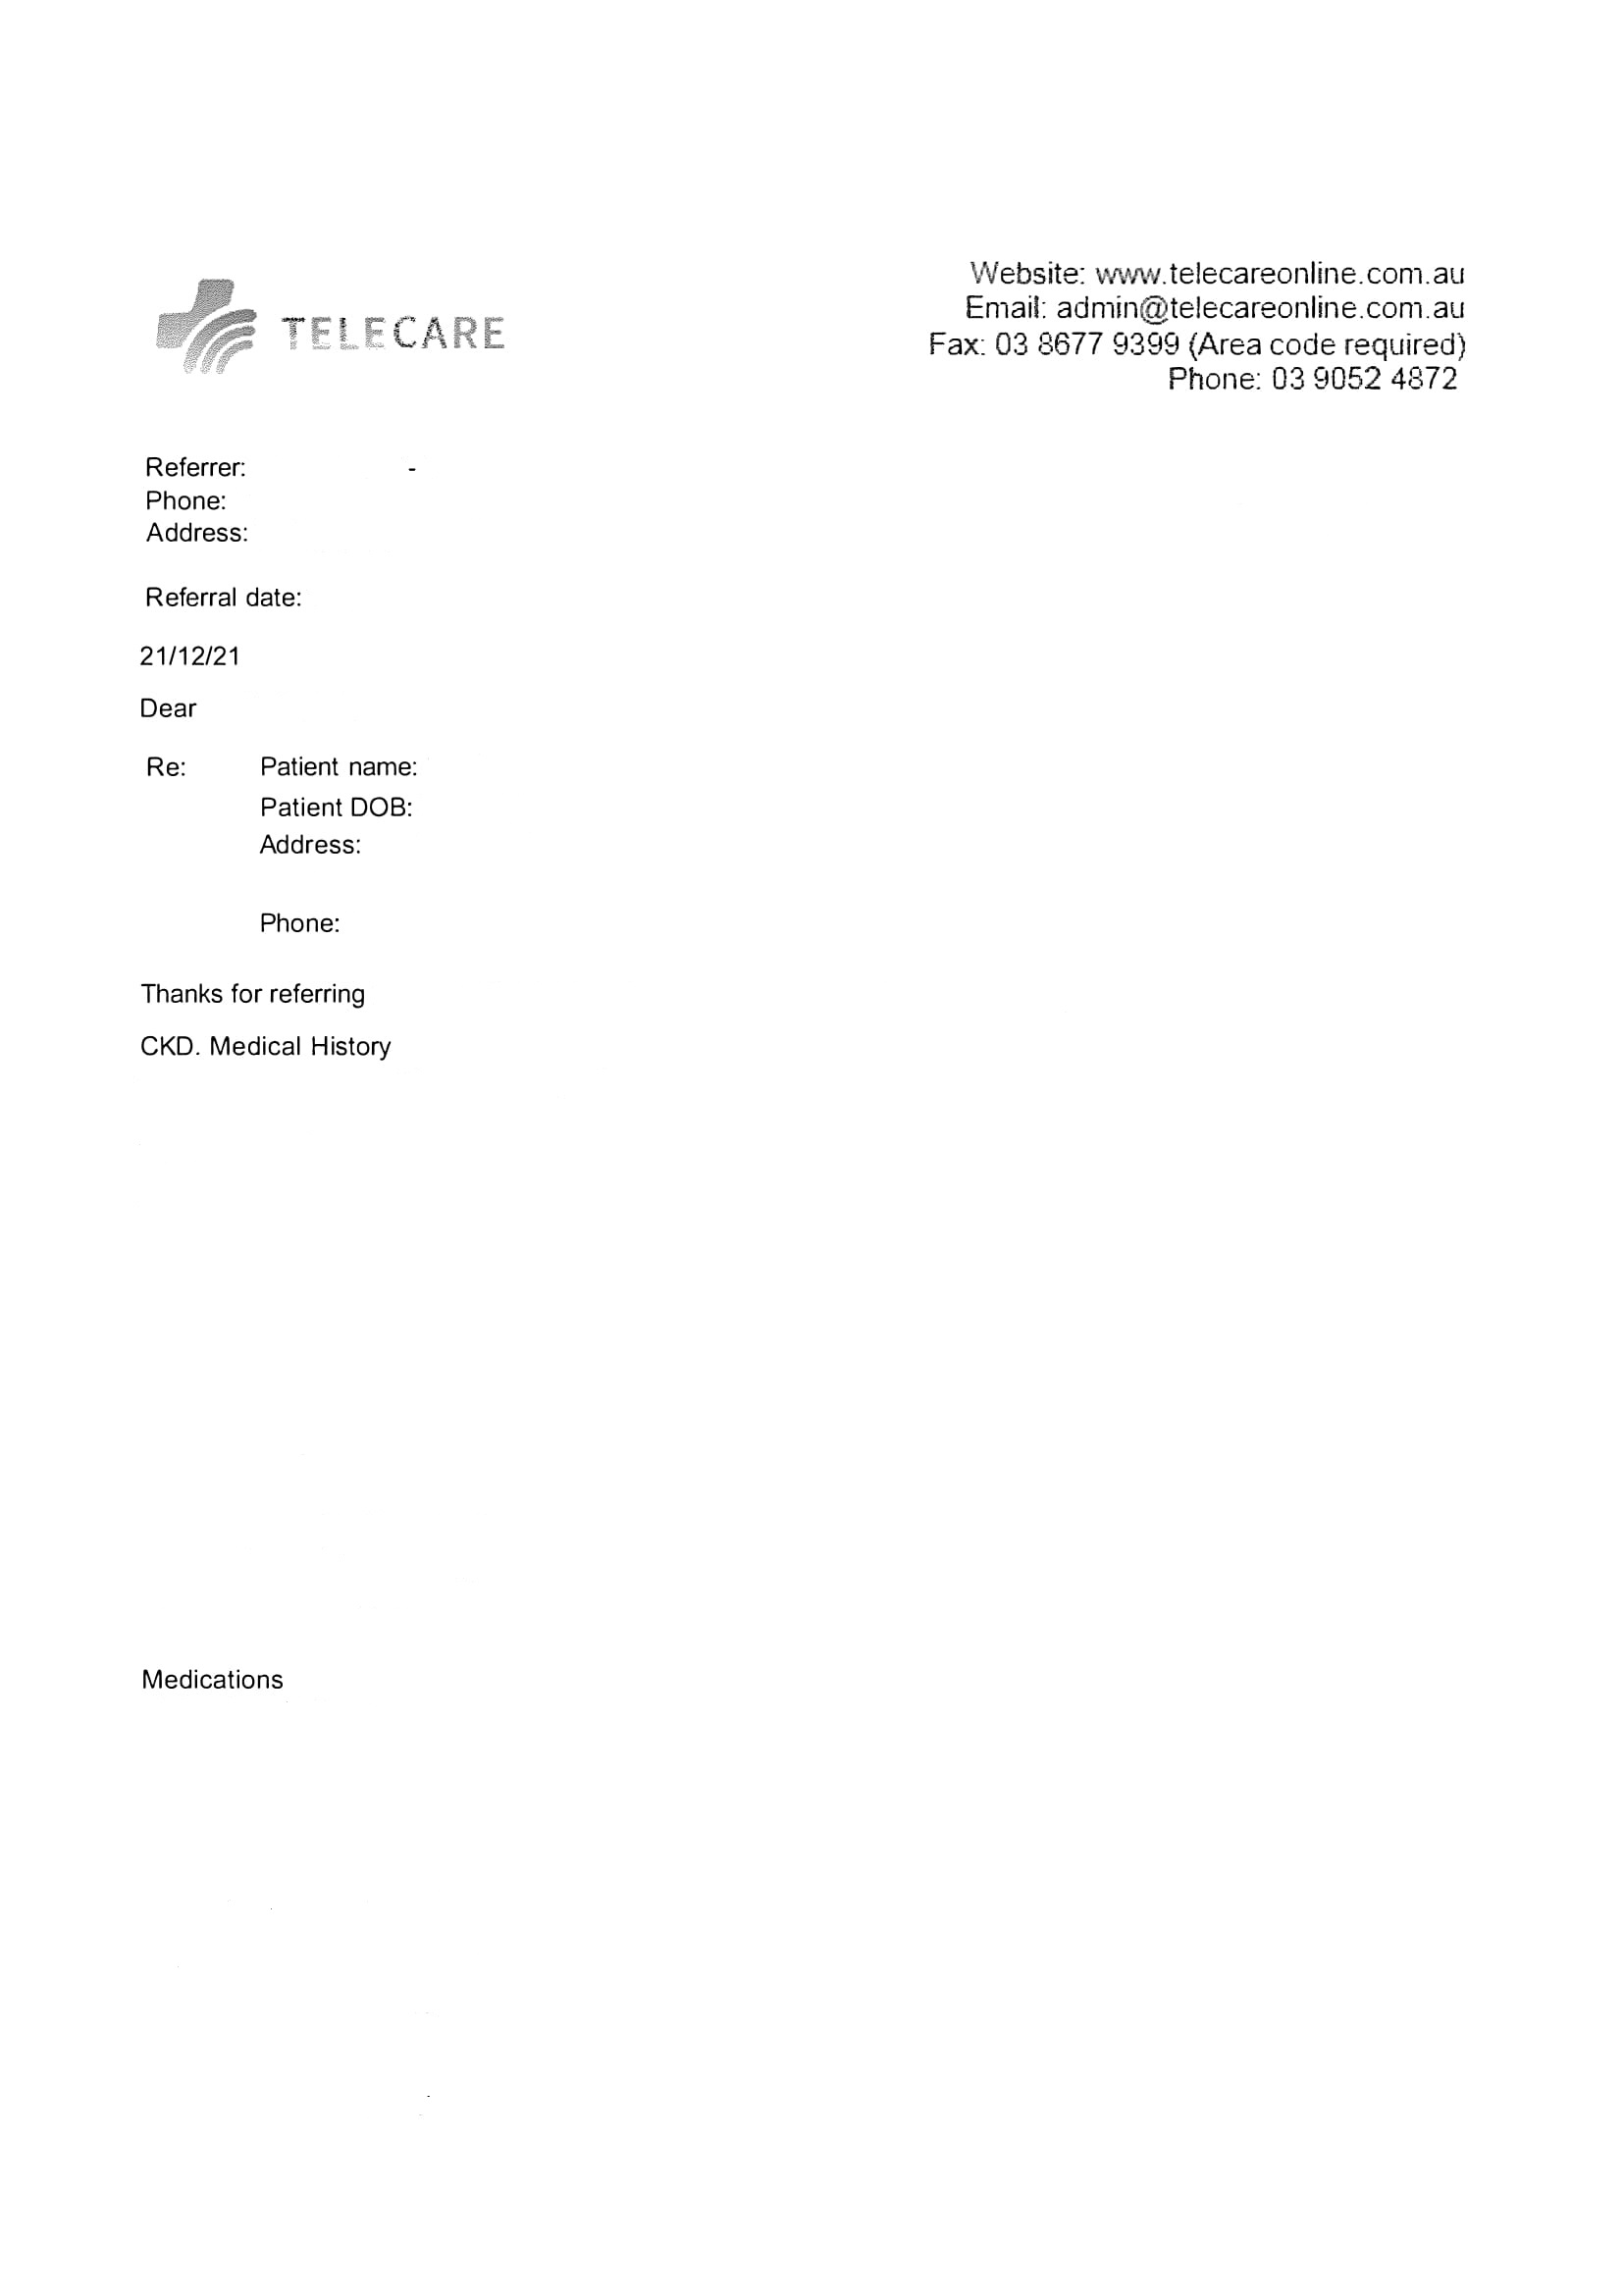 TELECARE
Website: www.telecareonline.com.au
Email: admin@telecareonline.com.au
Fax: 03 8677 9399 (Area code required)
Phone: 03 9052 4872
Referrer: -
Phone:
Address:
Referral date:
21/12/21
Dear
Re: Patient name:
Patient DOB:
Address:
Phone:
Thanks for referring
CKD. Medical History
Medications